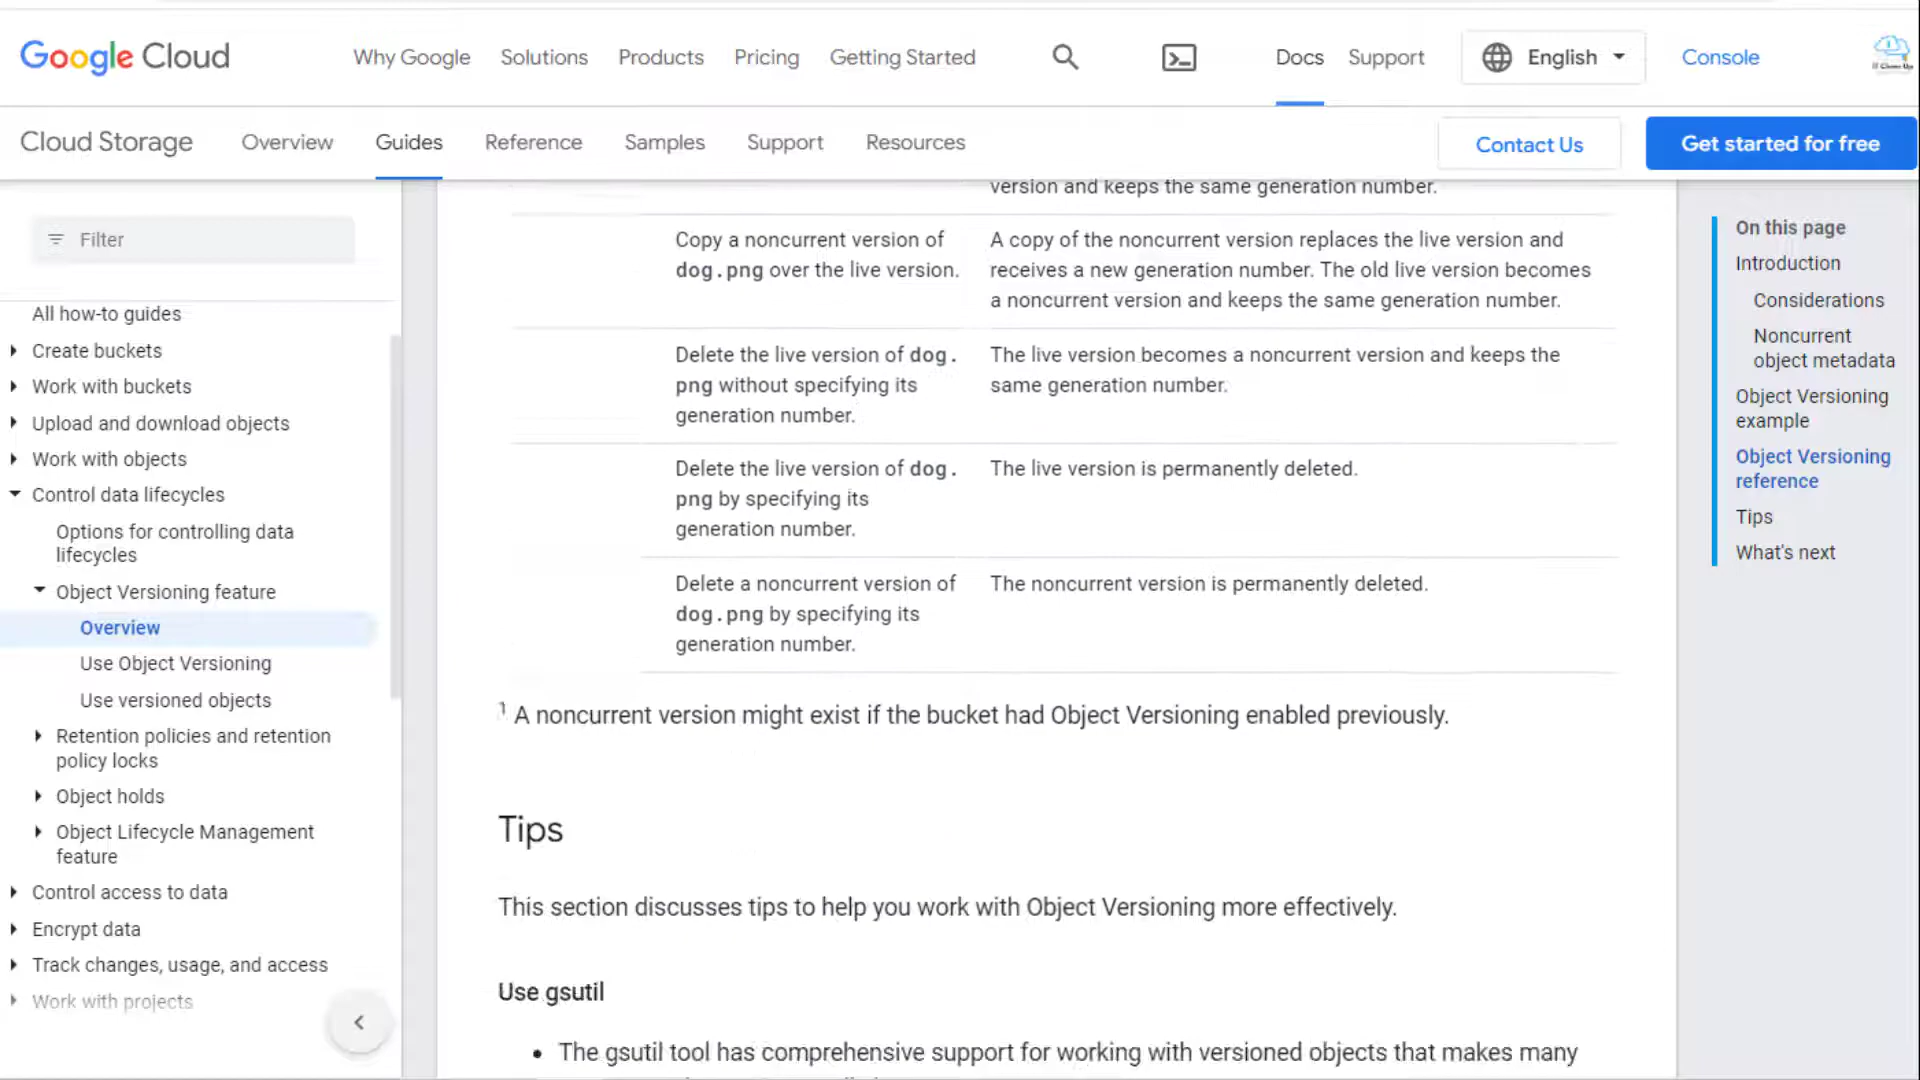 Google Cloud
Why Google
Solutions
Products
Pricing
Getting Started
Docs
Support
English
Console
Cloud Storage
Overview
Guides
Reference
Samples
Support
Resources
Contact Us
Get started for free
Filter
All how-to guides
Create buckets
Work with buckets
Upload and download objects
Work with objects
Control data lifecycles
Options for controlling data
lifecycles
Object Versioning feature
Overview
Use Object Versioning
Use versioned objects
Retention policies and retention
policy locks
Object holds
Object Lifecycle Management
feature
Control access to data
Encrypt data
Track changes, usage, and access
Work with projects
version and keeps the same generation number.
Copy a noncurrent version of
dog.png over the live version.
A copy of the noncurrent version replaces the live version and
receives a new generation number. The old live version becomes
a noncurrent version and keeps the same generation number.
Delete the live version of dog.
png without specifying its
generation number.
The live version becomes a noncurrent version and keeps the
same generation number.
Delete the live version of dog.
png by specifying its
generation number.
The live version is permanently deleted.
Delete a noncurrent version of
dog.png by specifying its
generation number.
The noncurrent version is permanently deleted.
1 A noncurrent version might exist if the bucket had Object Versioning enabled previously.
Tips
This section discusses tips to help you work with Object Versioning more effectively.
Use gsutil
• The gsutil tool has comprehensive support for working with versioned objects that makes many
On this page
Introduction
Considerations
Noncurrent
object metadata
Object Versioning
example
Object Versioning
reference
Tips
What's next